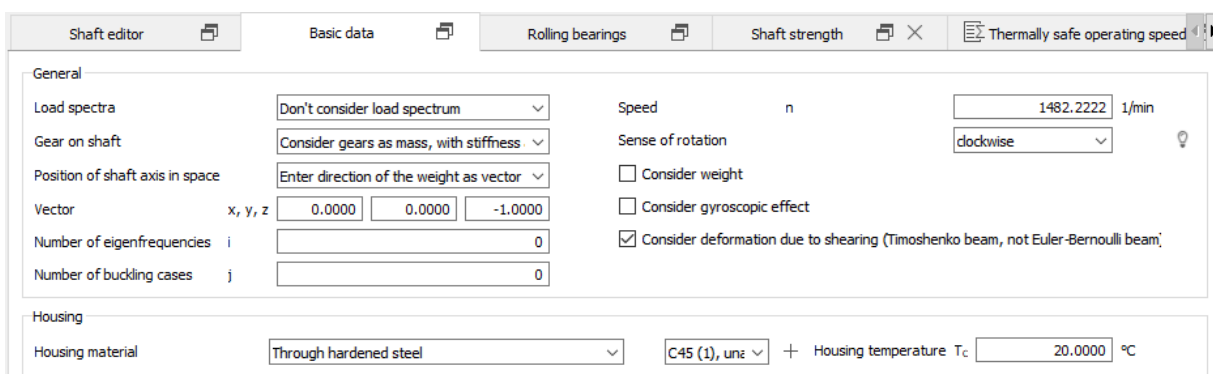 Shaft editor Basic data Rolling bearings Shaft strength Thermally safe operating speed
General
Load spectra Don't consider load spectrum Speed n 1482.2222 1/min
Gear on shaft Consider gears as mass, with stiffness Sense of rotation clockwise
Position of shaft axis in space Enter direction of the weight as vector Consider weight
Vector x, y, z 0.0000 0.0000 -1.0000 Consider gyroscopic effect
Number of eigenfrequencies i 0 Consider deformation due to shearing (Timoshenko beam, not Euler-Bernoulli beam)
Number of buckling cases j 0
Housing
Housing material Through hardened steel C45 (1), una Housing temperature Tc 20.0000 °C